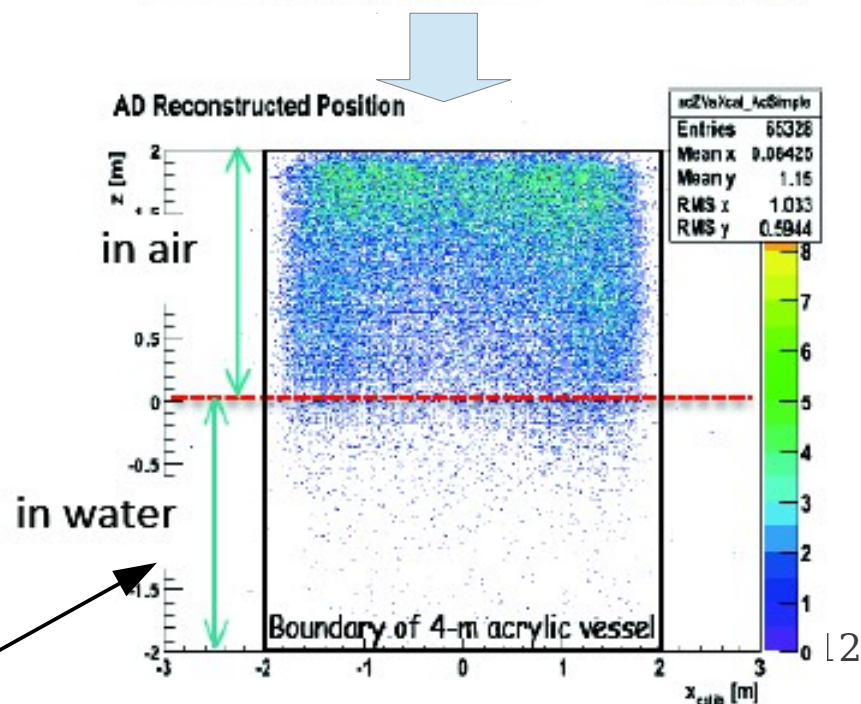 AD Reconstructed Position
adZVsXcal_AdSimple
Entries 65328
Mean x 0.06425
Mean y 1.15
RMS x 1.033
RMS y 0.5944
z [m]
2
in air
0.5
0
-0.5
in water
-1.5
-2
Boundary of 4-m acrylic vessel
-3 -2 -1 0 1 2 3
[m]
8
7
6
5
4
3
2
1
0
12